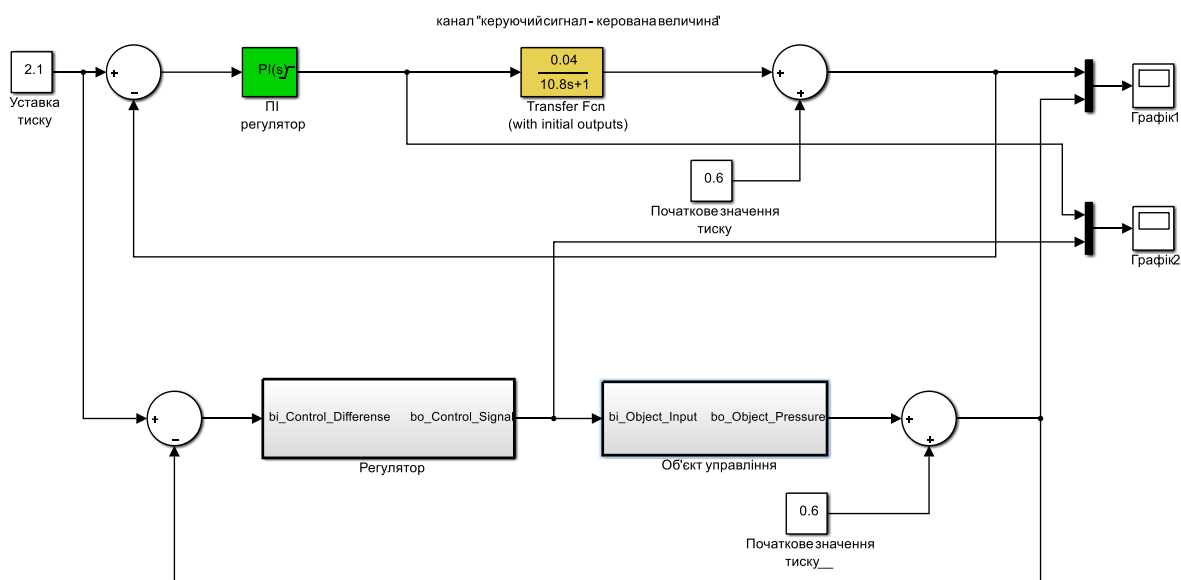 канал "керуючий сигнал - керована величина"
2.1
Уставка
тиску
+
−
PI(s)
ПІ
регулятор
0.04
10.8s+1
Transfer Fcn
(with initial outputs)
+
+
0.6
Початкове значення
тиску
Графік1
Графік2
+
−
bi_Control_Differense
bo_Control_Signal
Регулятор
bi_Object_Input
bo_Object_Pressure
Об'єкт управління
+
+
0.6
Початкове значення
тиску__